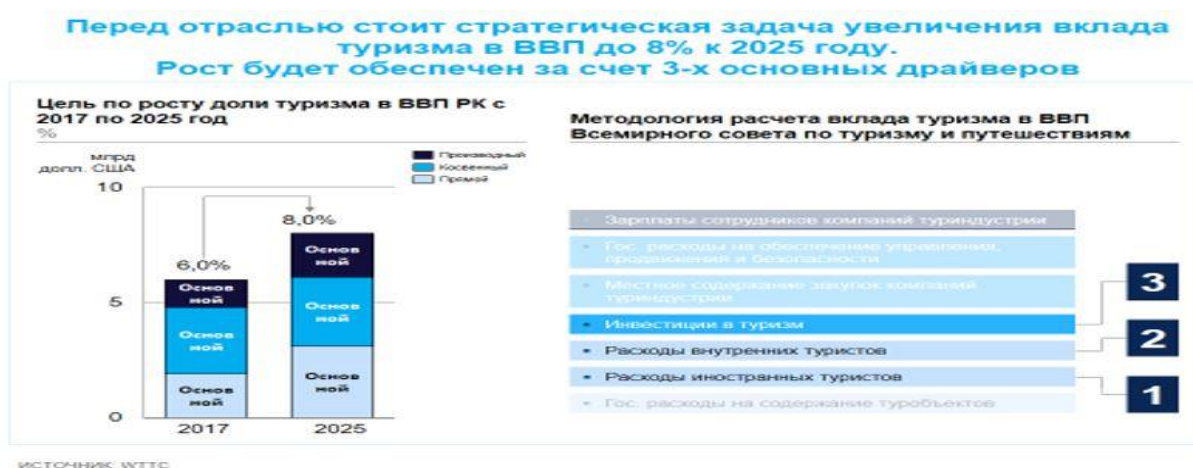 Перед отраслью стоит стратегическая задача увеличения вклада
туризма в ВВП до 8% к 2025 году.
Рост будет обеспечен за счет 3-х основных драйверов
Цель по росту доли туризма в ВВП РК с
2017 по 2025 год
%
млрд
долл. США
Производный
Косвенный
Прямой
10
5
0
6,0%
8,0%
Основ
ной
Основ
ной
Основ
ной
Основ
ной
Основ
ной
Основ
ной
2017
2025
Методология расчета вклада туризма в ВВП
Всемирного совета по туризму и путешествиям
Зарплаты сотрудников компаний туриндустрии
• Гос. расходы на обеспечение управления,
продвижения и безопасности
• Местное содержание закупок компаний
туриндустрии
• Инвестиции в туризм
• Расходы внутренних туристов
• Расходы иностранных туристов
• Гос. расходы на содержание туробъектов
3
2
1
ИСТОЧНИК: WTTC